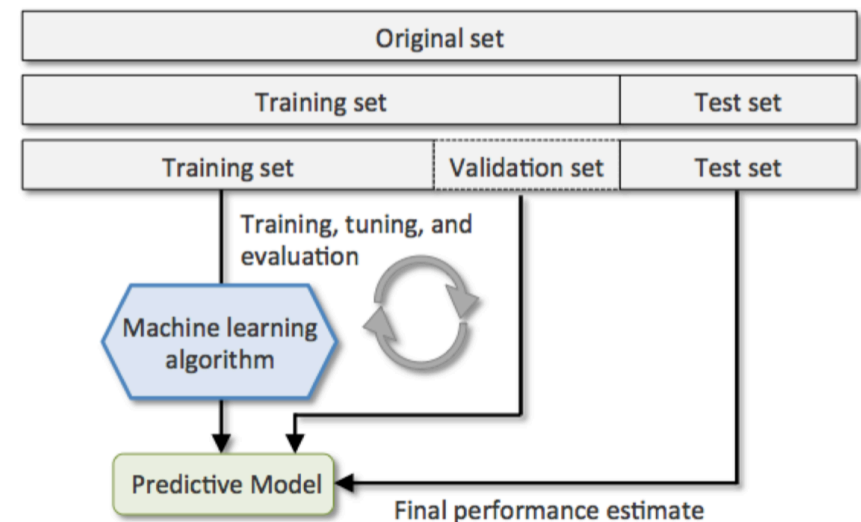 Original set
Training set
Test set
Training set
Validation set
Test set
Training, tuning, and
evaluation
Machine learning
algorithm
Predictive Model
Final performance estimate